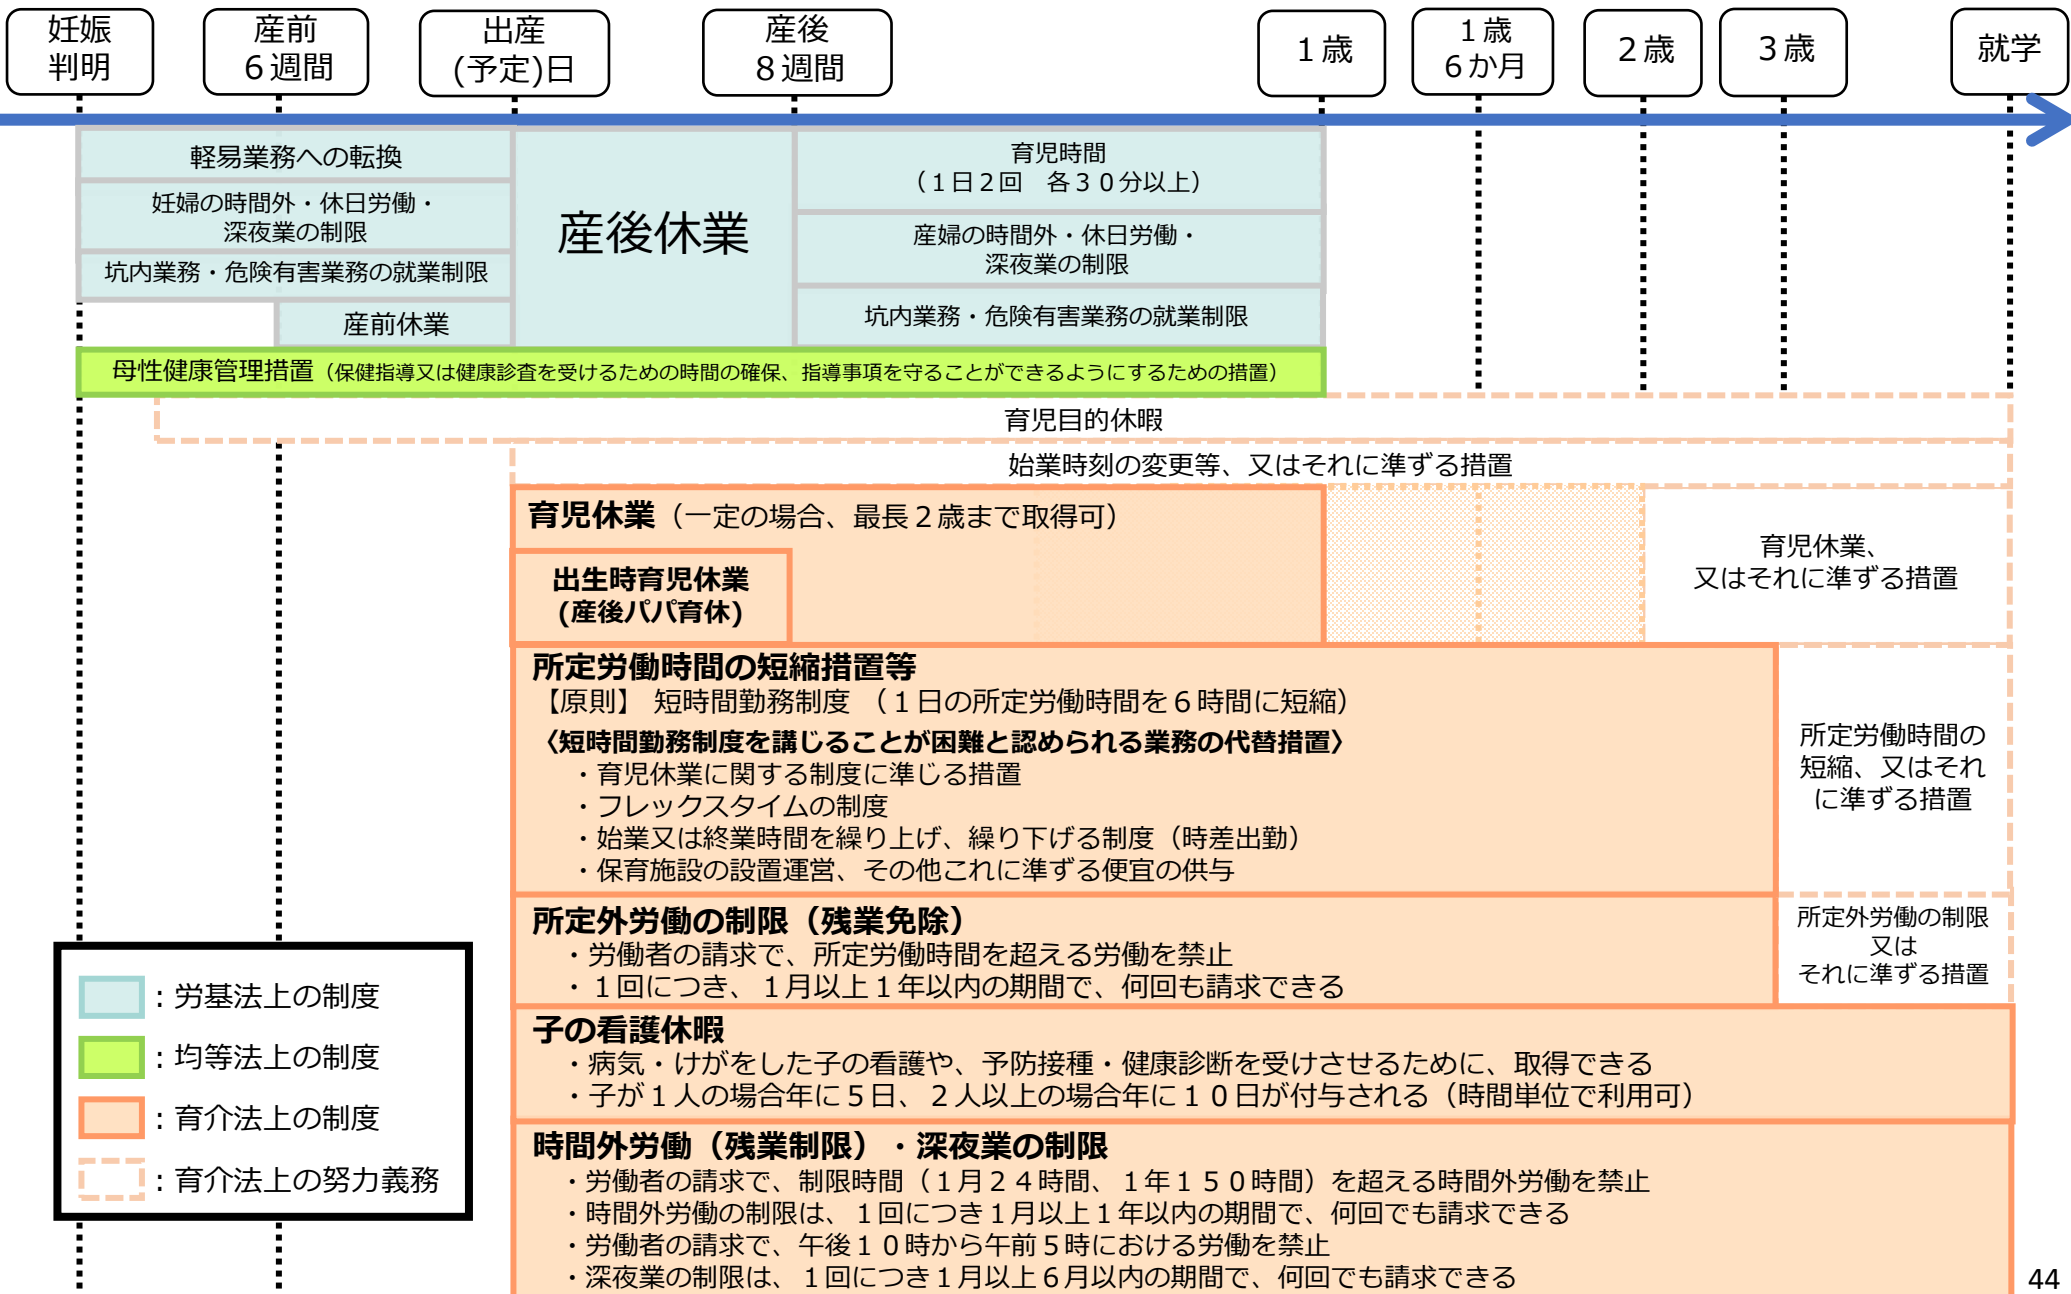 妊娠
判明
産前
６週間
出産
(予定)日
産後
８週間
１歳
１歳
６か月
２歳
３歳
就学
軽易業務への転換
妊婦の時間外・休日労働・
深夜業の制限
坑内業務・危険有害業務の就業制限
産前休業
産後休業
育児時間
（１日２回　各３０分以上）
産婦の時間外・休日労働・
深夜業の制限
坑内業務・危険有害業務の就業制限
母性健康管理措置（保健指導又は健康診査を受けるための時間の確保、指導事項を守ることができるようにするための措置）
育児目的休暇
始業時刻の変更等、又はそれに準ずる措置
育児休業（一定の場合、最長２歳まで取得可）
出生時育児休業
(産後パパ育休)
育児休業、
又はそれに準ずる措置
所定労働時間の短縮措置等
【原則】 短時間勤務制度 （１日の所定労働時間を６時間に短縮）
〈短時間勤務制度を講じることが困難と認められる業務の代替措置〉
・育児休業に関する制度に準じる措置
・フレックスタイムの制度
・始業又は終業時間を繰り上げ、繰り下げる制度（時差出勤）
・保育施設の設置運営、その他これに準ずる便宜の供与
所定労働時間の
短縮、又はそれ
に準ずる措置
所定外労働の制限（残業免除）
・労働者の請求で、所定労働時間を超える労働を禁止
・１回につき、１月以上１年以内の期間で、何回も請求できる
所定外労働の制限
又は
それに準ずる措置
子の看護休暇
・病気・けがをした子の看護や、予防接種・健康診断を受けさせるために、取得できる
・子が１人の場合年に５日、２人以上の場合年に１０日が付与される（時間単位で利用可）
時間外労働（残業制限）・深夜業の制限
・労働者の請求で、制限時間（１月２４時間、１年１５０時間）を超える時間外労働を禁止
・時間外労働の制限は、１回につき１月以上１年以内の期間で、何回でも請求できる
・労働者の請求で、午後１０時から午前５時における労働を禁止
・深夜業の制限は、１回につき１月以上６月以内の期間で、何回でも請求できる
：労基法上の制度
：均等法上の制度
：育介法上の制度
：育介法上の努力義務
44